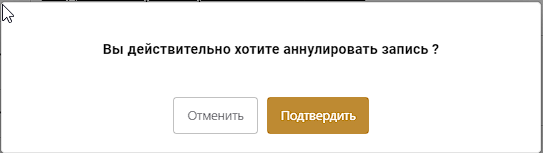 Вы действительно хотите аннулировать запись ?
Отменить
Подтвердить